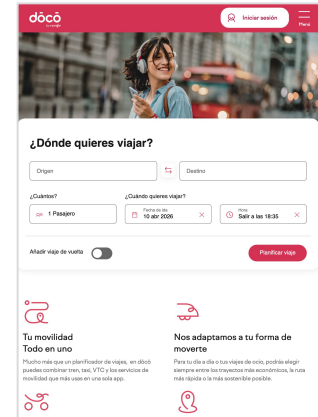 dōcō
Iniciar sesión
Menú
¿Dónde quieres viajar?
Origen
Destino
¿Cuántos?
¿Cuándo quieres viajar?
1 Pasajero
Fecha de ida
10 abr 2026
Hora
Salir a las 18:35
Añadir viaje de vuelta
Planificar viaje
Tu movilidad
Todo en uno
Mucho más que un planificador de viajes, en dōcō
puedes combinar tren, taxi, VTC y los servicios de
movilidad que más usas en una sola app.
Nos adaptamos a tu forma de
moverte
Para tu día a día o tus viajes de ocio, podrás elegir
siempre entre los trayectos más económicos, la ruta
más rápida o la más sostenible posible.